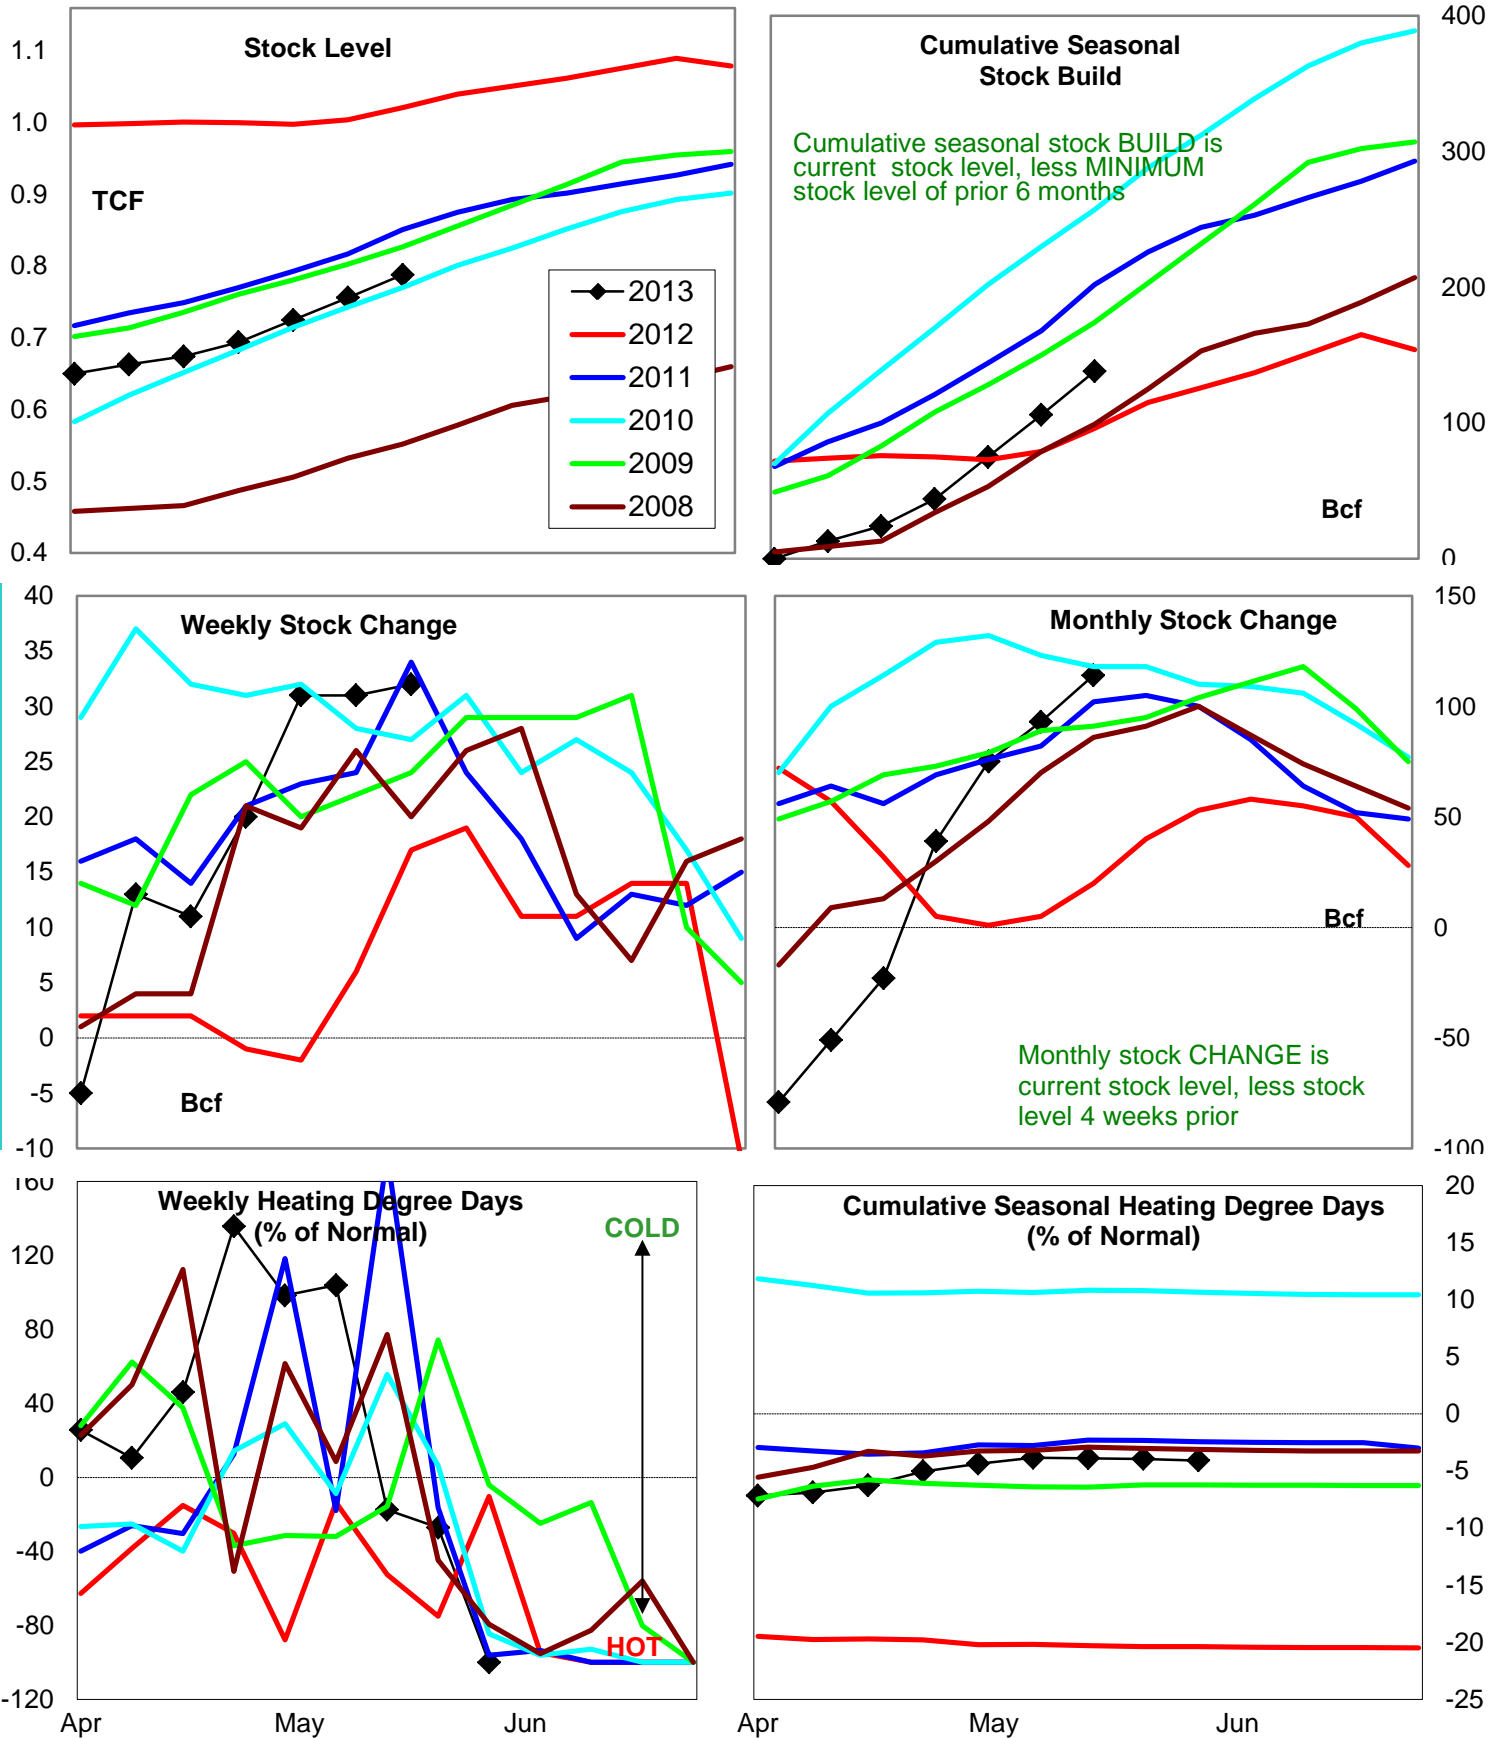 Stock Level
1.1
1.0
0.9
0.8
0.7
0.6
0.5
0.4
TCF
2013
2012
2011
2010
2009
2008
Cumulative Seasonal
Stock Build
Cumulative seasonal stock BUILD is
current stock level, less MINIMUM
stock level of prior 6 months
Bcf
400
300
200
100
0
Weekly Stock Change
40
35
30
25
20
15
10
5
0
-5
-10
Bcf
Monthly Stock Change
150
100
50
0
-50
-100
Bcf
Monthly stock CHANGE is
current stock level, less stock
level 4 weeks prior
Weekly Heating Degree Days
(% of Normal)
160
120
80
40
0
-40
-80
-120
COLD
HOT
Apr
May
Jun
Cumulative Seasonal Heating Degree Days
(% of Normal)
20
15
10
5
0
-5
-10
-15
-20
-25
Apr
May
Jun